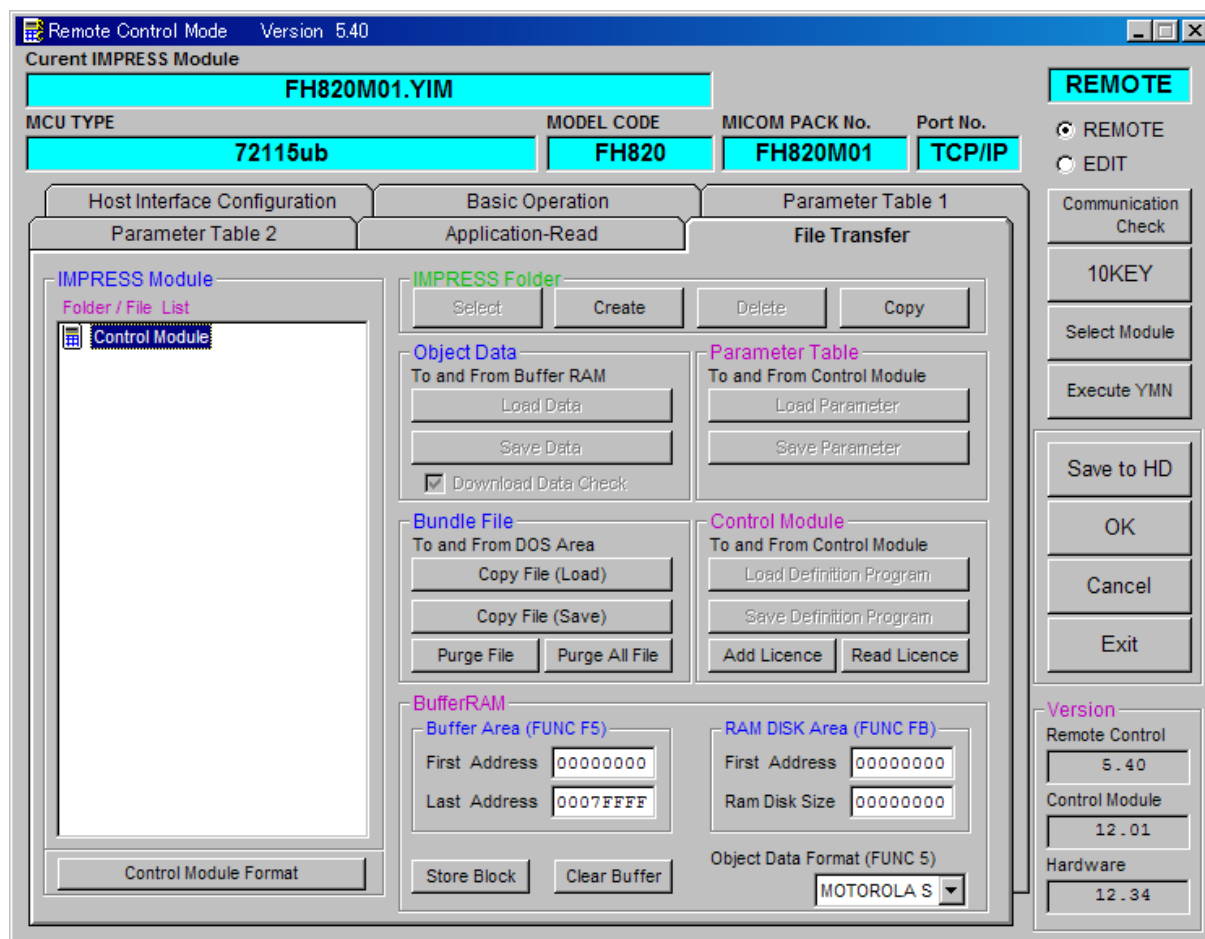 Remote Control Mode Version 5.40
Curent IMPRESS Module
FH820M01.YIM
REMOTE
MCU TYPE MODEL CODE MICOM PACK No. Port No.
72115ub FH820 FH820M01 TCP/IP
REMOTE
EDIT
Host Interface Configuration Basic Operation Parameter Table 1
Parameter Table 2 Application-Read File Transfer
Communication
Check
10KEY
Select Module
Execute YMN
Save to HD
OK
Cancel
Exit
IMPRESS Module
Folder / File List
Control Module
Control Module Format
IMPRESS Folder
Select Create Delete Copy
Object Data
To and From Buffer RAM
Load Data
Save Data
Download Data Check
Parameter Table
To and From Control Module
Load Parameter
Save Parameter
Bundle File
To and From DOS Area
Copy File (Load)
Copy File (Save)
Purge File Purge All File
Control Module
To and From Control Module
Load Definition Program
Save Definition Program
Add Licence Read Licence
BufferRAM
Buffer Area (FUNC F5)
First Address 00000000
Last Address 0007FFFF
RAM DISK Area (FUNC FB)
First Address 00000000
Ram Disk Size 00000000
Store Block Clear Buffer
Object Data Format (FUNC 5)
MOTOROLA S
Version
Remote Control
5.40
Control Module
12.01
Hardware
12.34